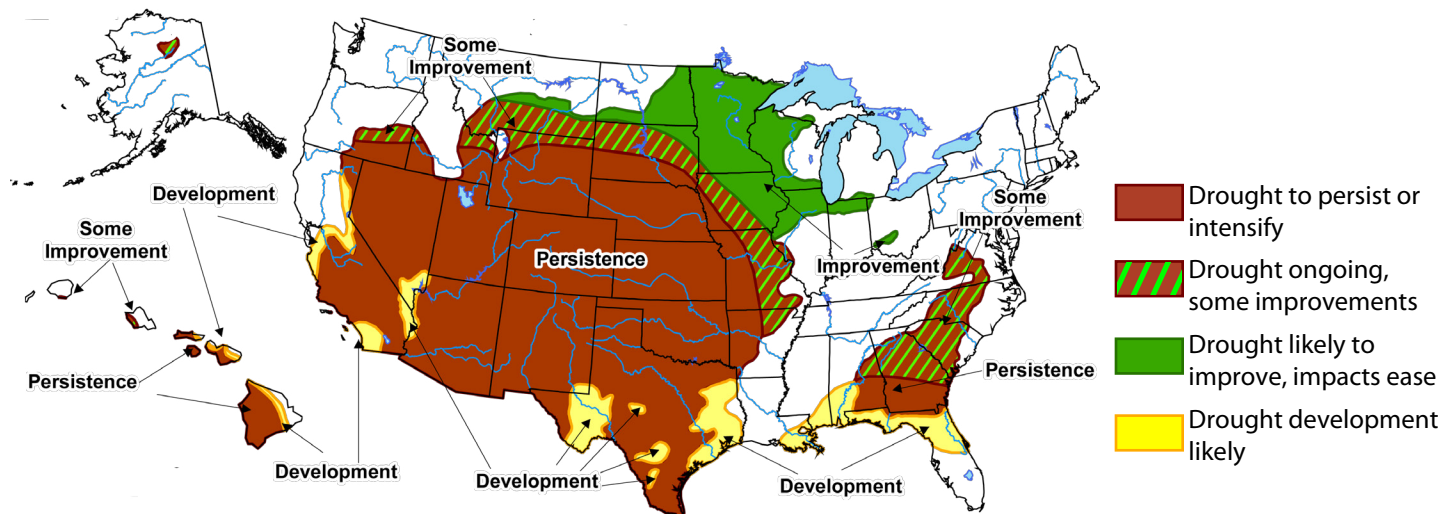 Some
Improvement
Development
Some
Improvement
Persistence
Development
Persistence
Development
Improvement
Some
Improvement
Persistence
Development
Drought to persist or
intensify
Drought ongoing,
some improvements
Drought likely to
improve, impacts ease
Drought development
likely